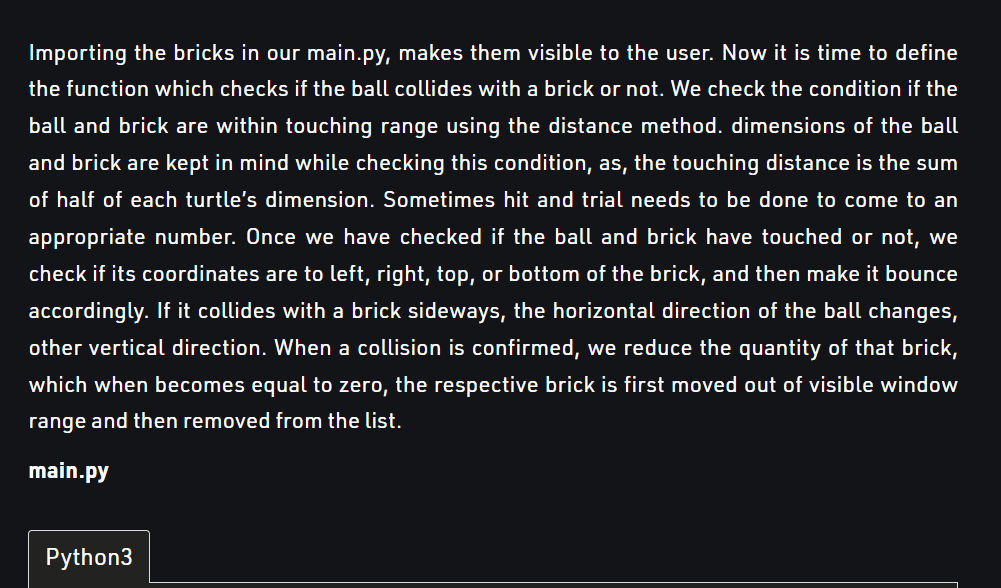 Importing the bricks in our main.py, makes them visible to the user. Now it is time to define
the function which checks if the ball collides with a brick or not. We check the condition if the
ball and brick are within touching range using the distance method. dimensions of the ball
and brick are kept in mind while checking this condition, as, the touching distance is the sum
of half of each turtle’s dimension. Sometimes hit and trial needs to be done to come to an
appropriate number. Once we have checked if the ball and brick have touched or not, we
check if its coordinates are to left, right, top, or bottom of the brick, and then make it bounce
accordingly. If it collides with a brick sideways, the horizontal direction of the ball changes,
other vertical direction. When a collision is confirmed, we reduce the quantity of that brick,
which when becomes equal to zero, the respective brick is first moved out of visible window
range and then removed from the list.
main.py
Python3